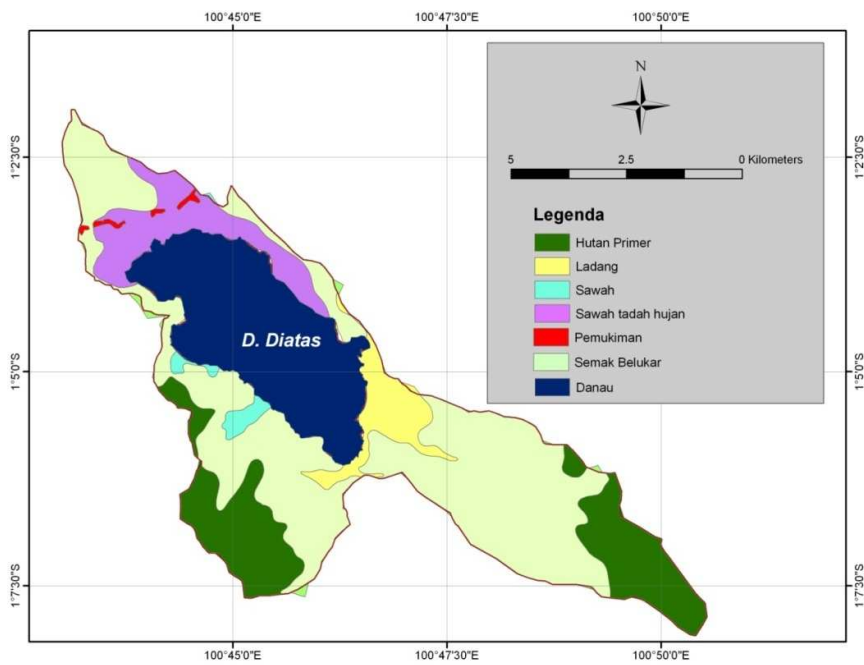 100°45'0"E 100°47'30"E 100°50'0"E
N
5 2.5 0 Kilometers
1°2'30"S 1°2'30"S
Legenda
Hutan Primer
Ladang
Sawah
Sawah tadah hujan
Pemukiman
Semak Belukar
Danau
D. Diatas
1°5'0"S 1°5'0"S
1°7'30"S 1°7'30"S
100°45'0"E 100°47'30"E 100°50'0"E